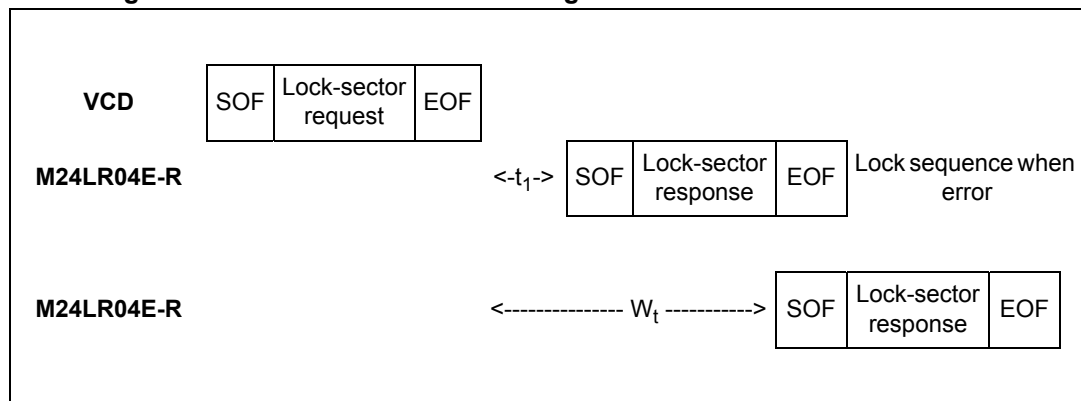 VCD SOF Lock-sector request EOF
M24LR04E-R <-t1-> SOF Lock-sector response EOF Lock sequence when error
M24LR04E-R <--------------- Wt -----------> SOF Lock-sector response EOF